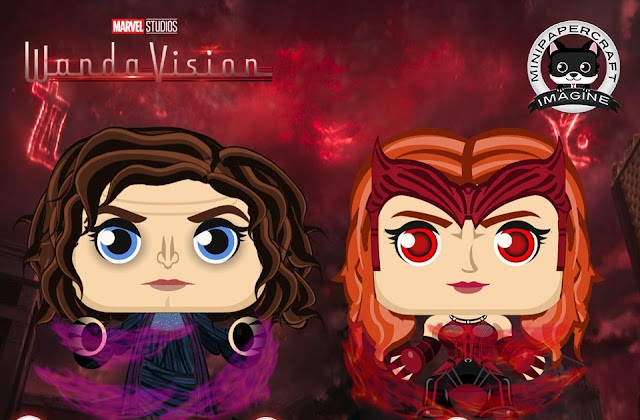 MARVEL STUDIOS
WandaVision
MINIPAPERCRAFT
IMAGINE